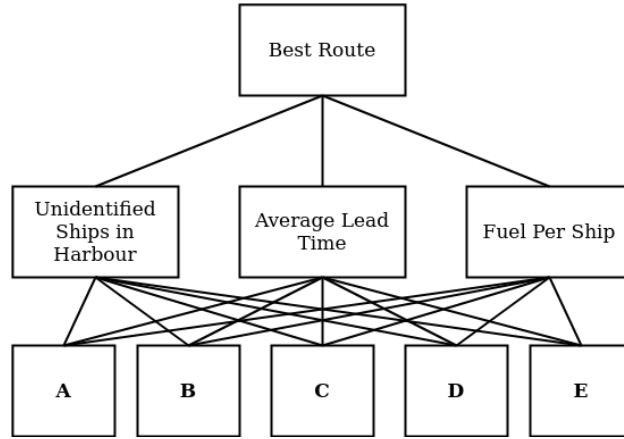 Best Route
Unidentified
Ships in
Harbour
Average Lead
Time
Fuel Per Ship
A
B
C
D
E